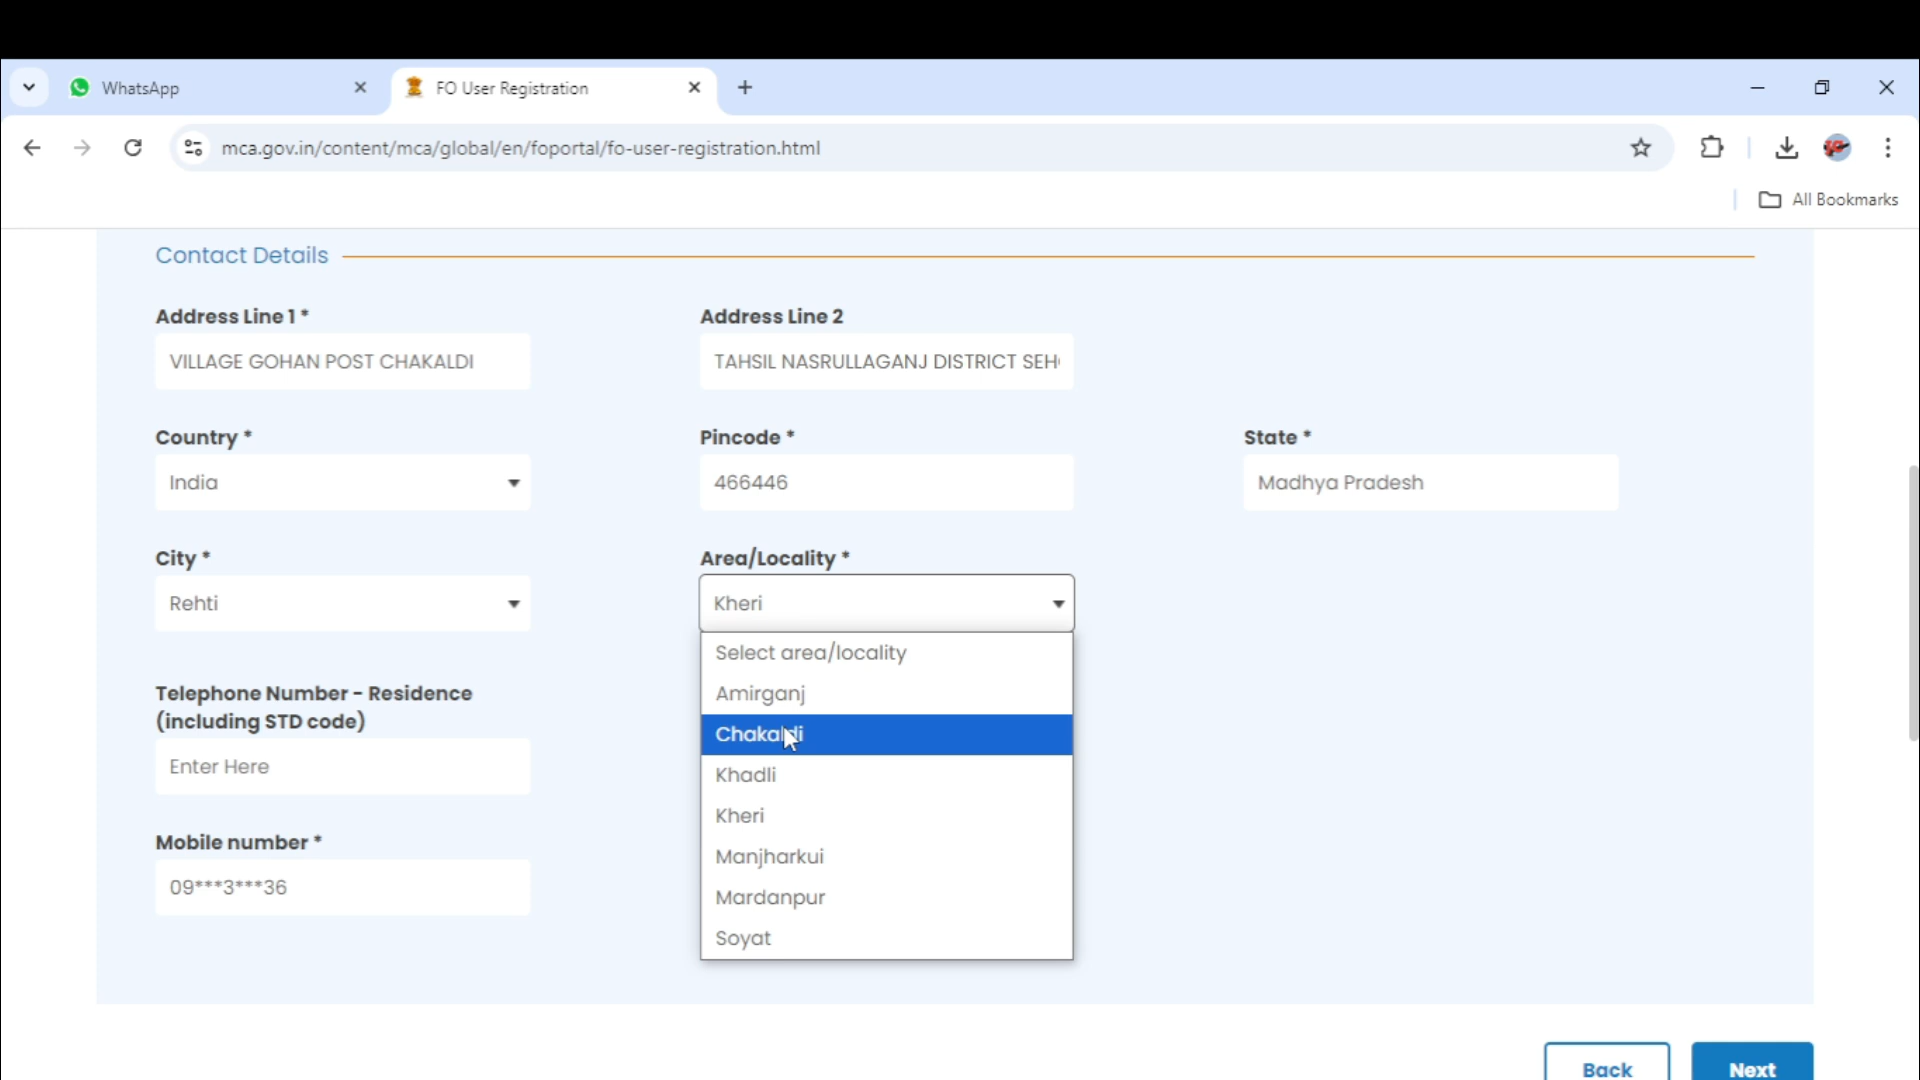 WhatsApp
FO User Registration
mca.gov.in/content/mca/global/en/foportal/fo-user-registration.html
All Bookmarks
Contact Details
Address Line 1 *
Address Line 2
VILLAGE GOHAN POST CHAKALDI
TAHSIL NASRULLAGANJ DISTRICT SEH
Country *
Pincode *
State *
India
466446
Madhya Pradesh
City *
Area/Locality *
Rehti
Kheri
Select area/locality
Amirganj
Chakaldi
Khadli
Kheri
Manjharkui
Mardanpur
Soyat
Telephone Number - Residence
(including STD code)
Enter Here
Mobile number *
09***3***36
Back
Next